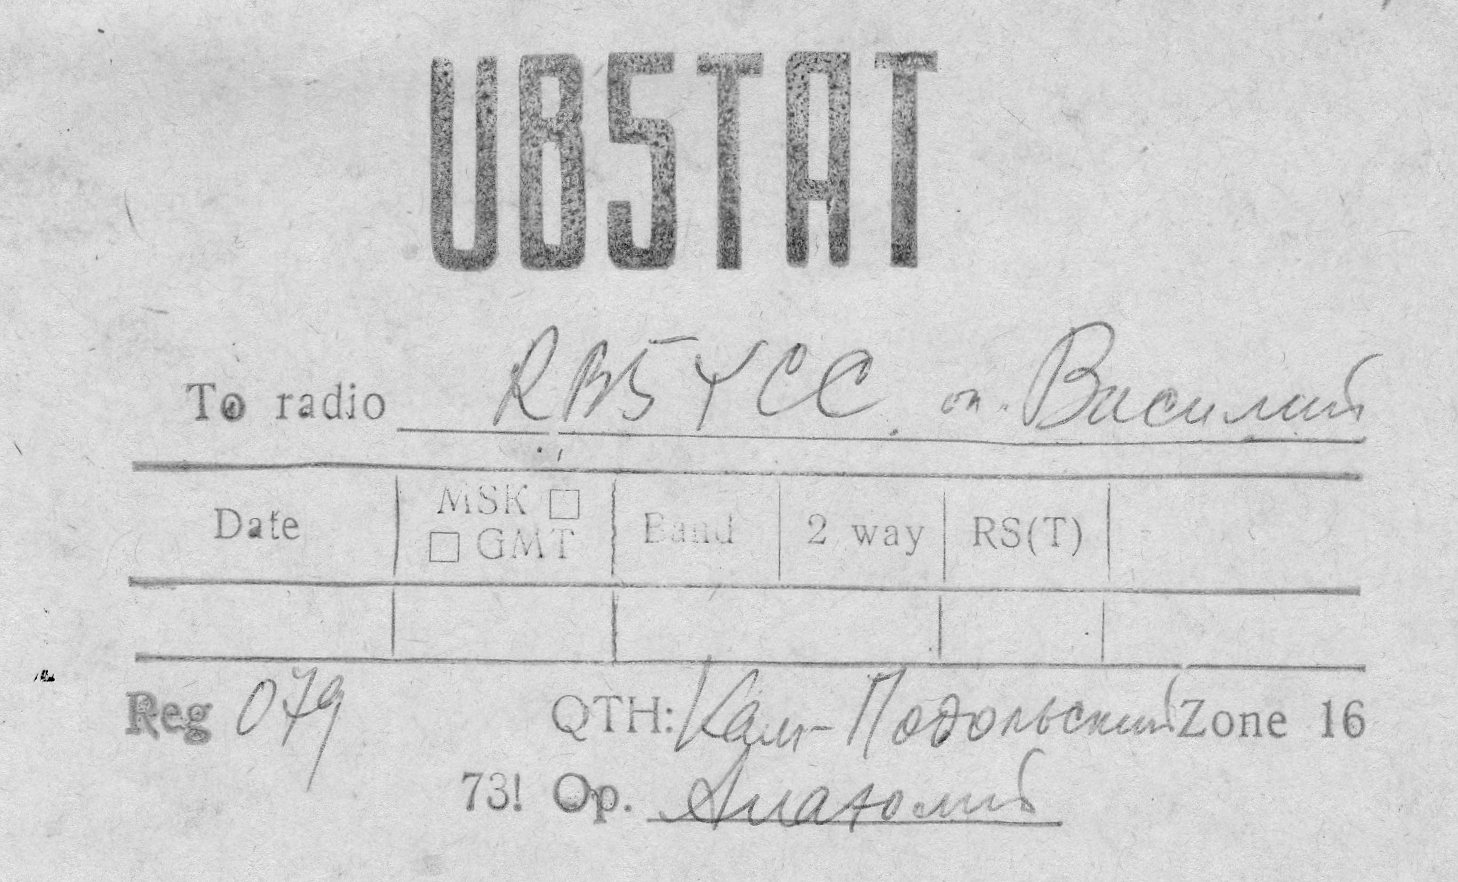 UB5TAT
To radio RB5YCC. оп. Василий
Date MSK □ □ GMT Band 2 way RS(T)
Reg 079 QTH: Кам-Подольский Zone 16
73! Op. Анатолий